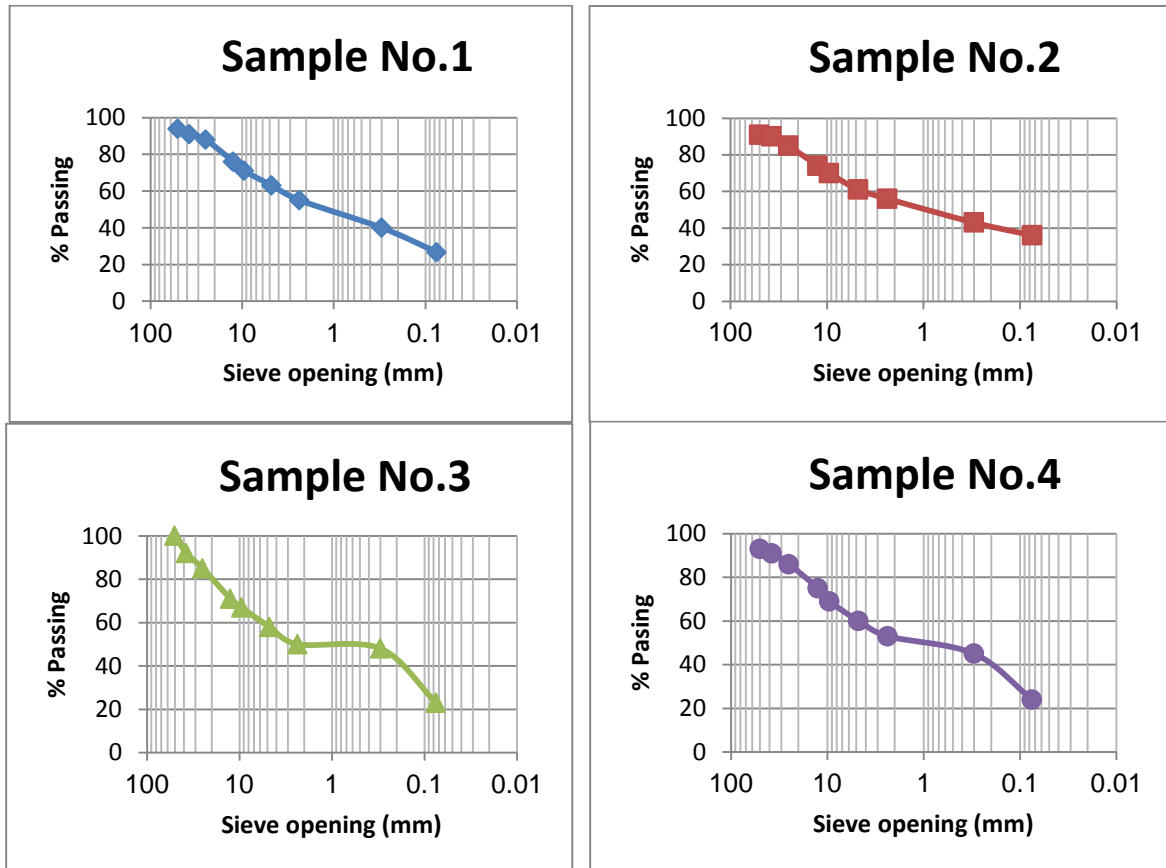 Sample No.1
% Passing
100
80
60
40
20
0
100 10 1 0.1 0.01
Sieve opening (mm)
Sample No.2
% Passing
100
80
60
40
20
0
100 10 1 0.1 0.01
Sieve opening (mm)
Sample No.3
% Passing
100
80
60
40
20
0
100 10 1 0.1 0.01
Sieve opening (mm)
Sample No.4
% Pasing
100
80
60
40
20
0
100 10 1 0.1 0.01
Sieve opening (mm)